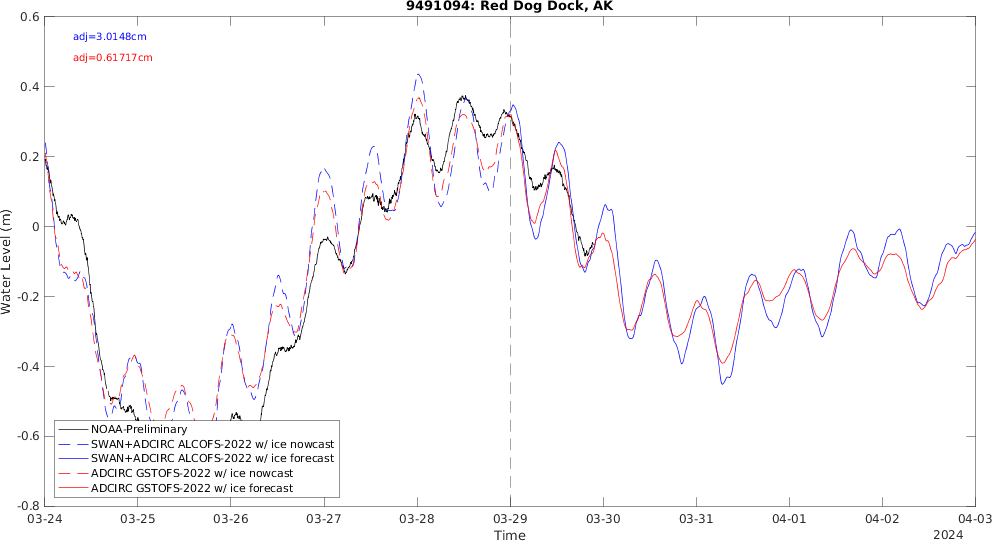 9491094: Red Dog Dock, AK
adj=3.0148cm
adj=0.61717cm
Water Level (m)
0.6
0.4
0.2
0
-0.2
-0.4
-0.6
-0.8
NOAA-Preliminary
SWAN+ADCIRC ALCOFS-2022 w/ ice nowcast
SWAN+ADCIRC ALCOFS-2022 w/ ice forecast
ADCIRC GSTOFS-2022 w/ ice nowcast
ADCIRC GSTOFS-2022 w/ ice forecast
03-24 03-25 03-26 03-27 03-28 03-29 03-30 03-31 04-01 04-02 04-03
Time
2024